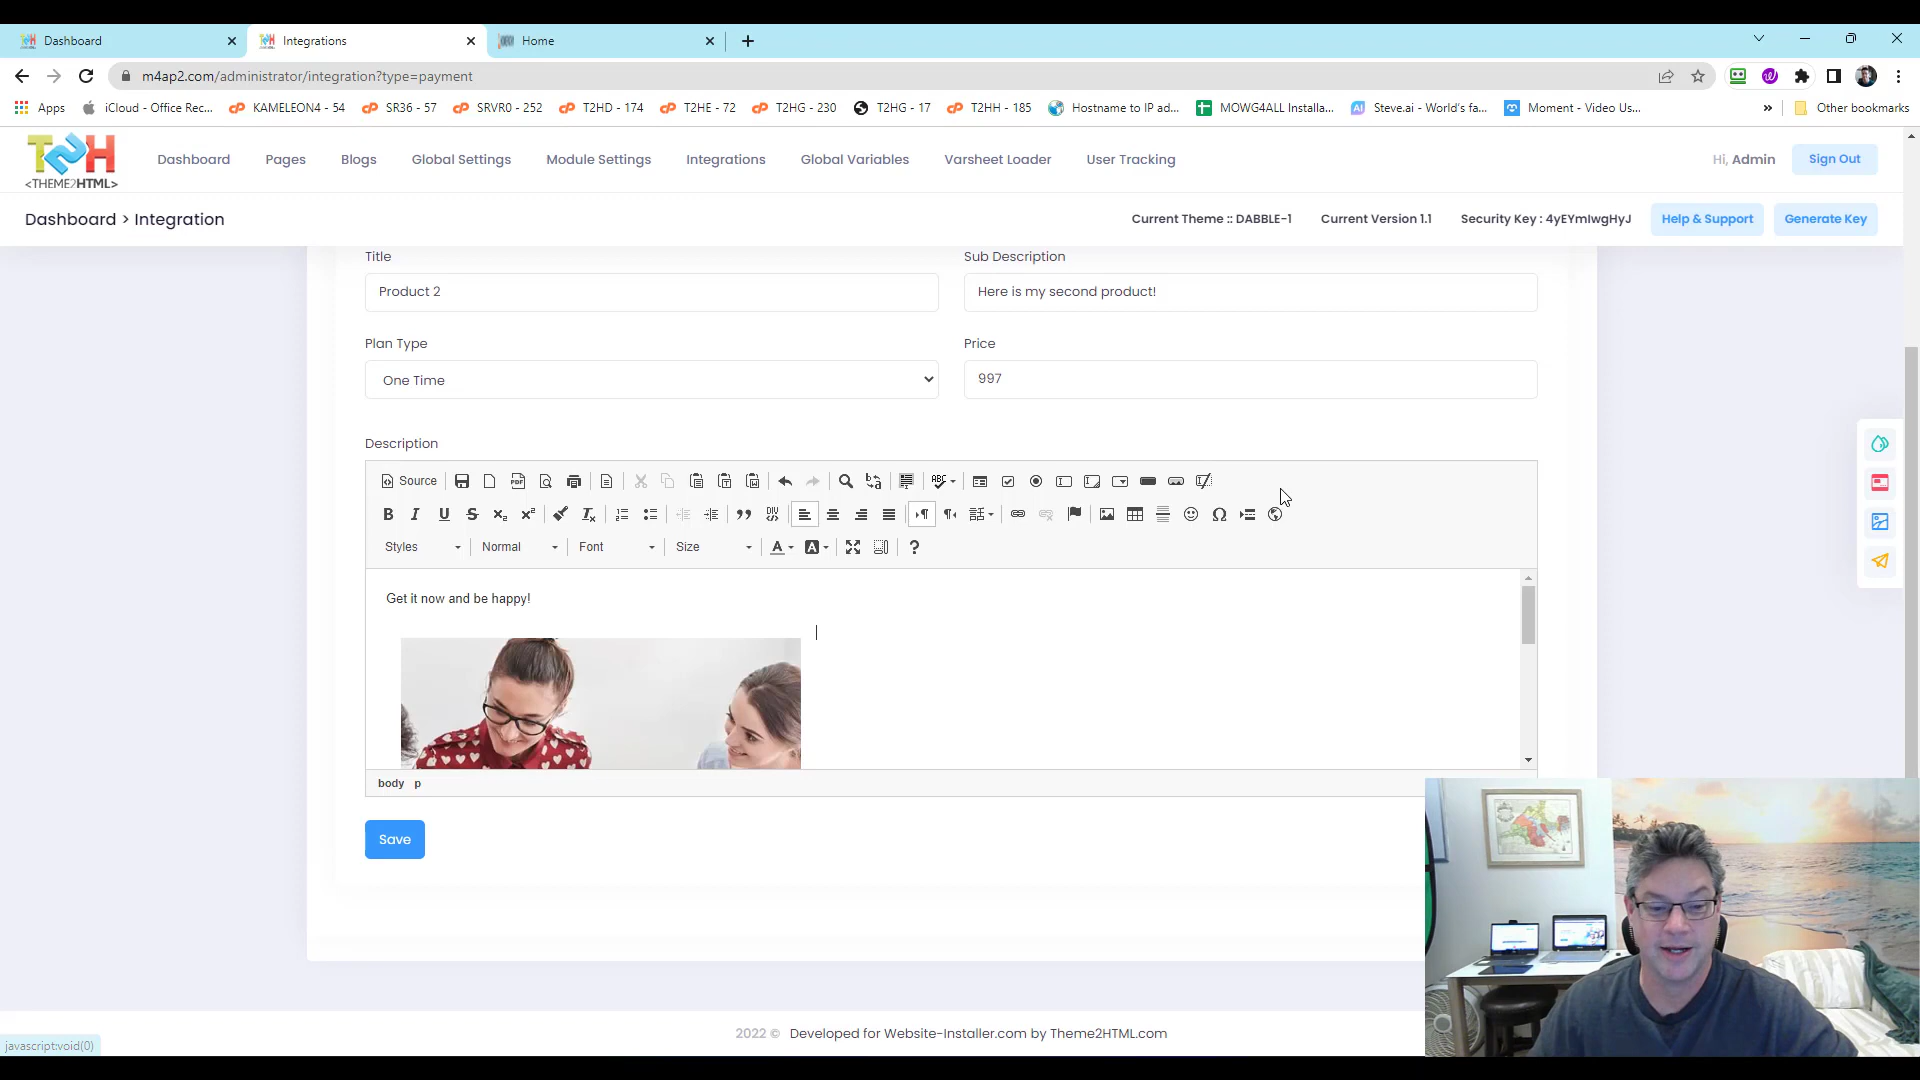 Dashboard
Integrations
Home
m4ap2.com/administrator/integration?type=payment
Apps
iCloud - Office Rec...
KAMELEON4 - 54
SR36 - 57
SRVR0 - 252
T2HD - 174
T2HE - 72
T2HG - 230
T2HG - 17
T2HH - 185
Hostname to IP ad...
MOWG4ALL Installa...
Steve.ai - World's fa...
Moment - Video Us...
»
Other bookmarks
T2H
<THEME2HTML>
Dashboard
Pages
Blogs
Global Settings
Module Settings
Integrations
Global Variables
Varsheet Loader
User Tracking
Hi, Admin
Sign Out
Dashboard > Integration
Current Theme :: DABBLE-1
Current Version 1.1
Security Key : 4yEYmIwgHyJ
Help & Support
Generate Key
Title
Sub Description
Product 2
Here is my second product!
Plan Type
Price
One Time
997
Description
Source
Styles
Normal
Font
Size
Get it now and be happy!
body p
Save
2022 © Developed for Website-Installer.com by Theme2HTML.com
javascript:void(0)